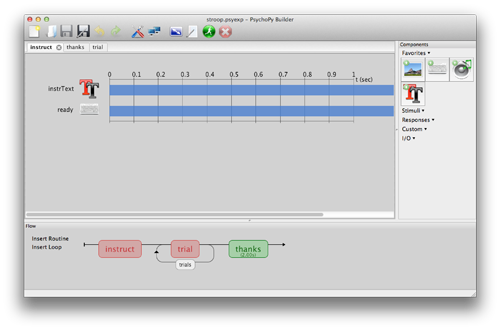 stroop.psyexp - PsychoPy Builder
instruct thanks trial
Components
Favorites
0 0.1 0.2 0.3 0.4 0.5 0.6 0.7 0.8 0.9 1
t (sec)
instrText
ready
Stimuli
Responses
Custom
I/O
Flow
Insert Routine
Insert Loop
instruct trial thanks
(2.00s)
trials